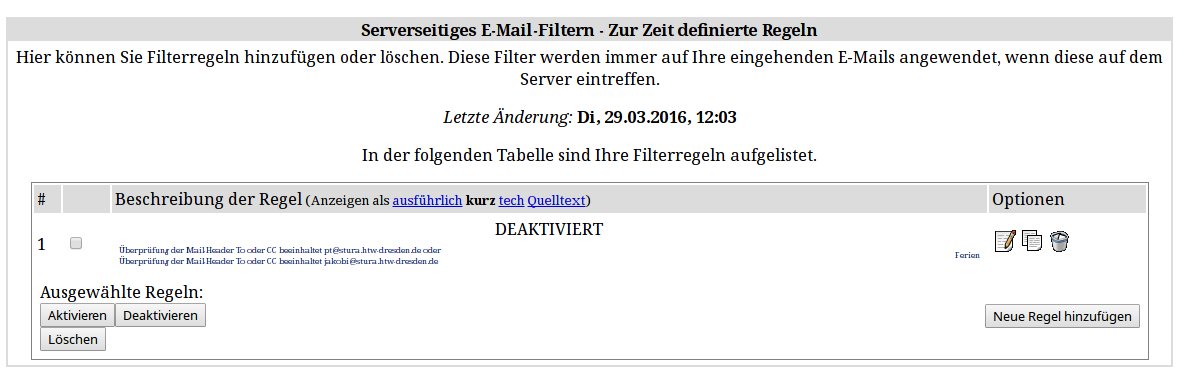 Serverseitiges E-Mail-Filtern - Zur Zeit definierte Regeln
Hier können Sie Filterregeln hinzufügen oder löschen. Diese Filter werden immer auf Ihre eingehenden E-Mails angewendet, wenn diese auf dem
Server eintreffen.
Letzte Änderung: Di, 29.03.2016, 12:03
In der folgenden Tabelle sind Ihre Filterregeln aufgelistet.
# Beschreibung der Regel (Anzeigen als ausführlich kurz tech Quelltext) Optionen
DEAKTIVIERT
1
Überprüfung der Mail-Header To oder CC beeinhaltet pt@stura.htw-dresden.de oder
Überprüfung der Mail-Header To oder CC beeinhaltet jakobi@stura.htw-dresden.de
Ferien
Ausgewählte Regeln:
Aktivieren Deaktivieren Neue Regel hinzufügen
Löschen